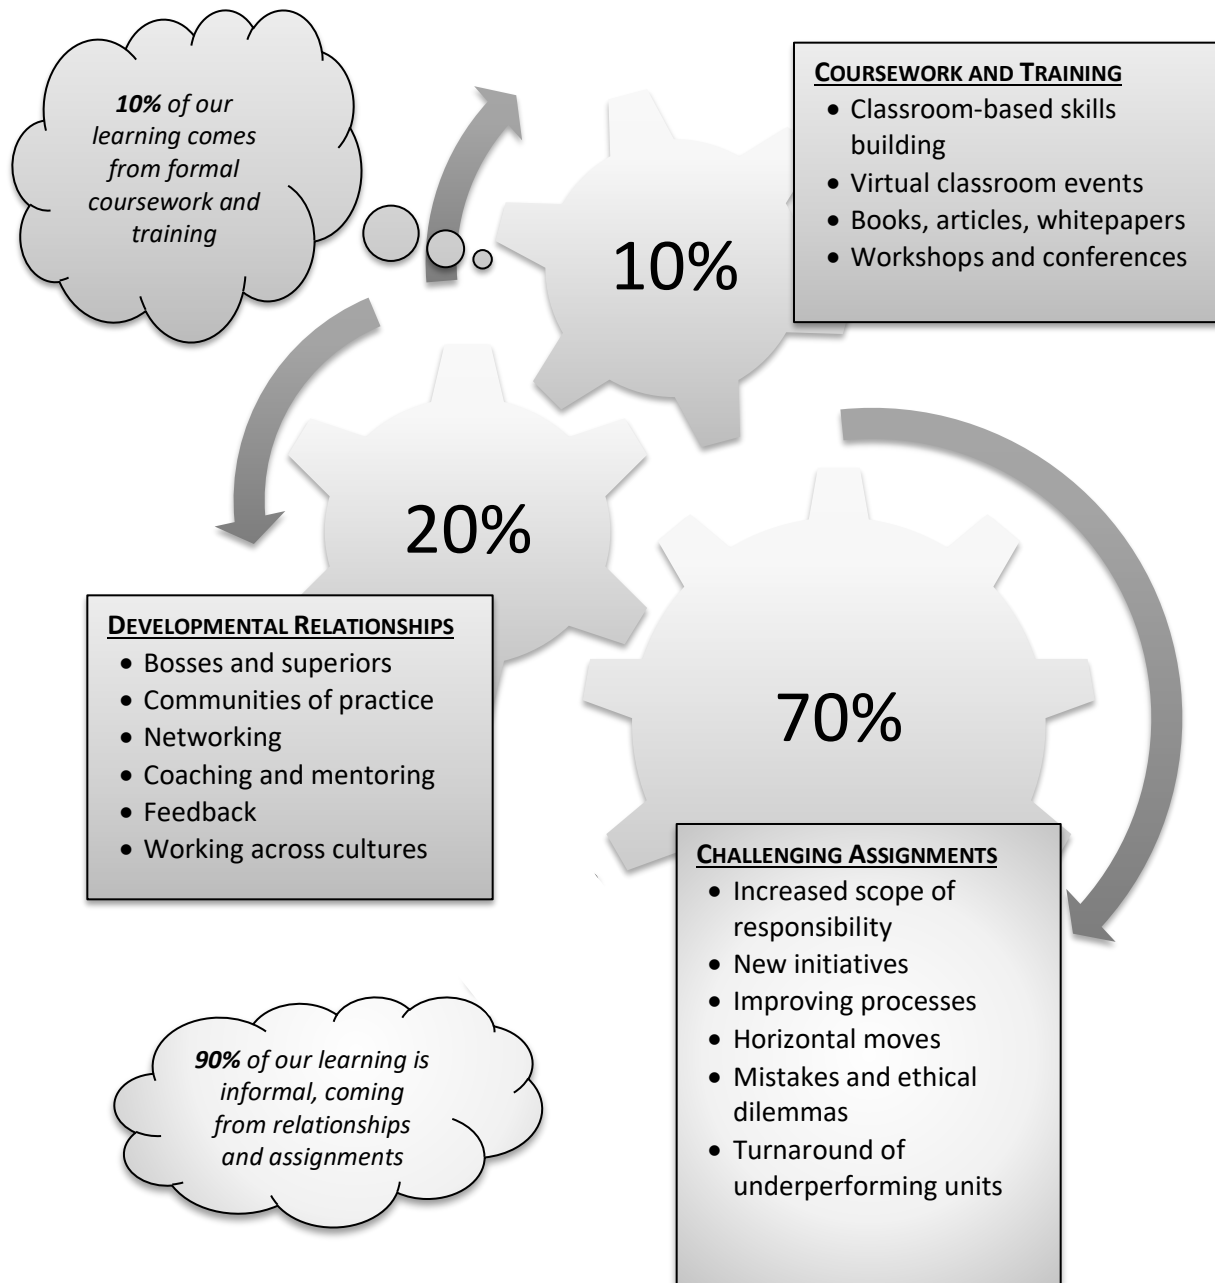 10% of our
learning comes
from formal
coursework and
training
10%
COURSEWORK AND TRAINING
• Classroom-based skills
building
• Virtual classroom events
• Books, articles, whitepapers
• Workshops and conferences
20%
DEVELOPMENTAL RELATIONSHIPS
• Bosses and superiors
• Communities of practice
• Networking
• Coaching and mentoring
• Feedback
• Working across cultures
70%
CHALLENGING ASSIGNMENTS
• Increased scope of
responsibility
• New initiatives
• Improving processes
• Horizontal moves
• Mistakes and ethical
dilemmas
• Turnaround of
underperforming units
90% of our learning is
informal, coming
from relationships
and assignments